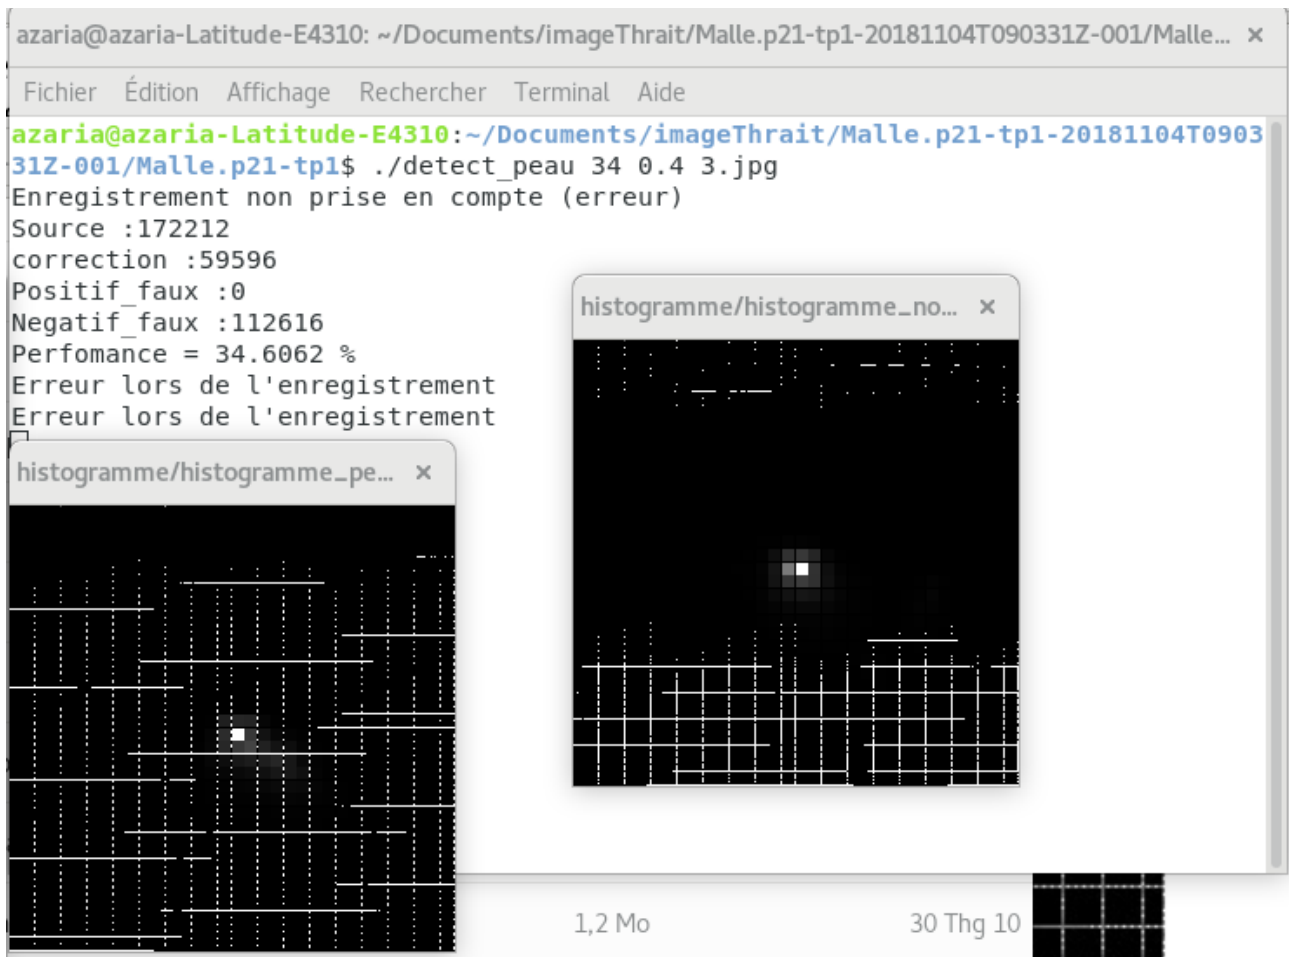 azaria@azaria-Latitude-E4310: ~/Documents/imageThrait/Malle.p21-tp1-20181104T090331Z-001/Malle... ×
Fichier Édition Affichage Rechercher Terminal Aide
azaria@azaria-Latitude-E4310:~/Documents/imageThrait/Malle.p21-tp1-20181104T0903
31Z-001/Malle.p21-tp1$ ./detect_peau 34 0.4 3.jpg
Enregistrement non prise en compte (erreur)
Source :172212
correction :59596
Positif_faux :0
Negatif_faux :112616
Perfomance = 34.6062 %
Erreur lors de l'enregistrement
Erreur lors de l'enregistrement
histogramme/histogramme_no... ×
histogramme/histogramme_pe... ×
1,2 Mo 30 Thg 10